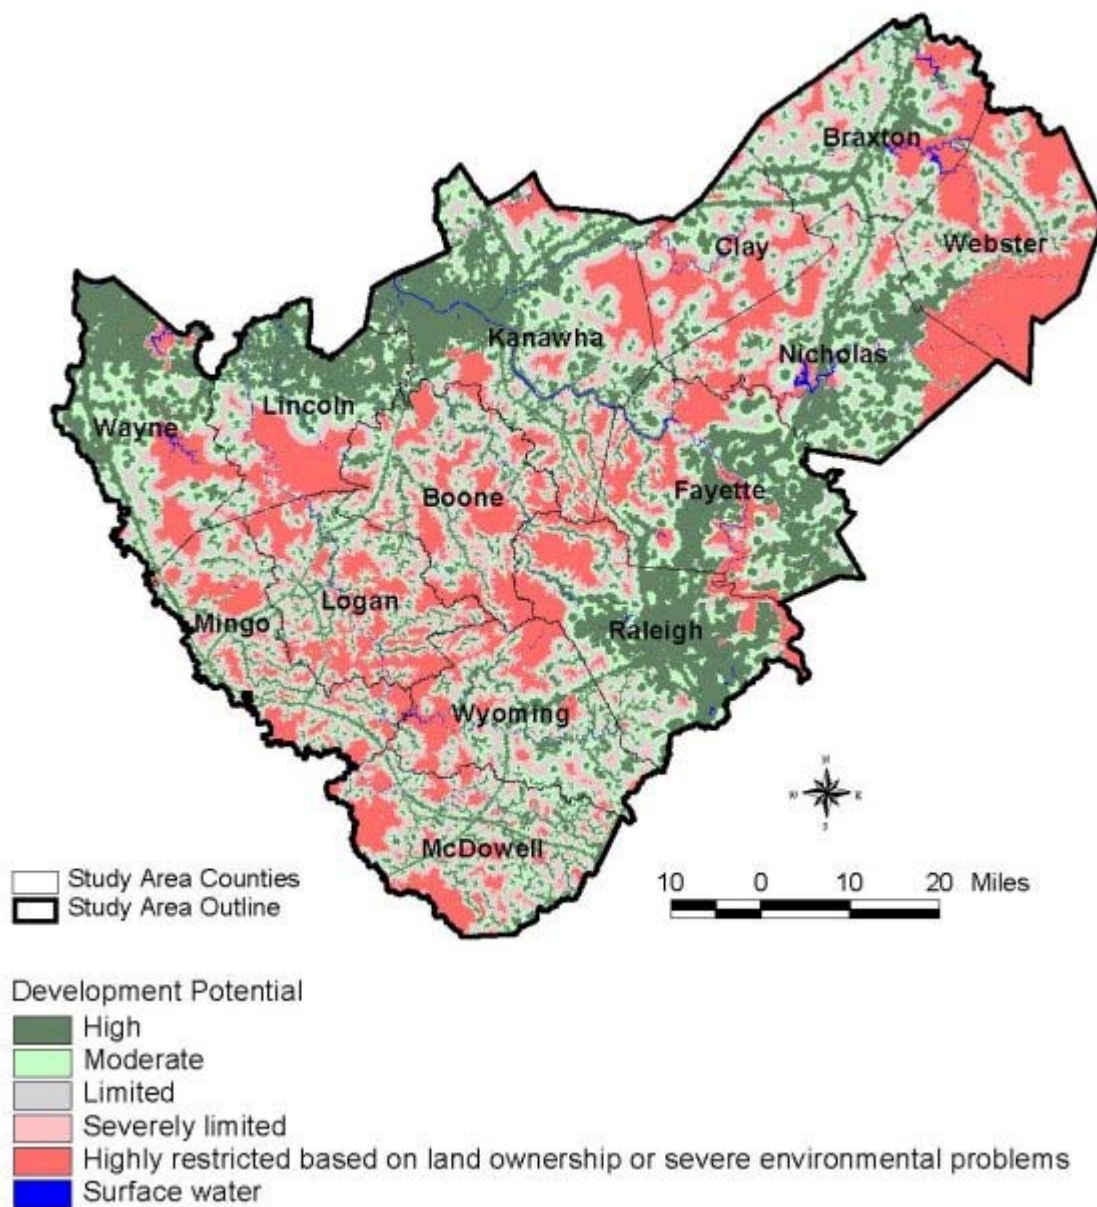 Braxton
Clay
Webster
Kanawha
Nicholas
Lincoln
Wayne
Boone
Fayette
Logan
Mingo
Raleigh
Wyoming
N
W E
S
McDowell
Study Area Counties
Study Area Outline
10 0 10 20 Miles
Development Potential
High
Moderate
Limited
Severely limited
Highly restricted based on land ownership or severe environmental problems
Surface water